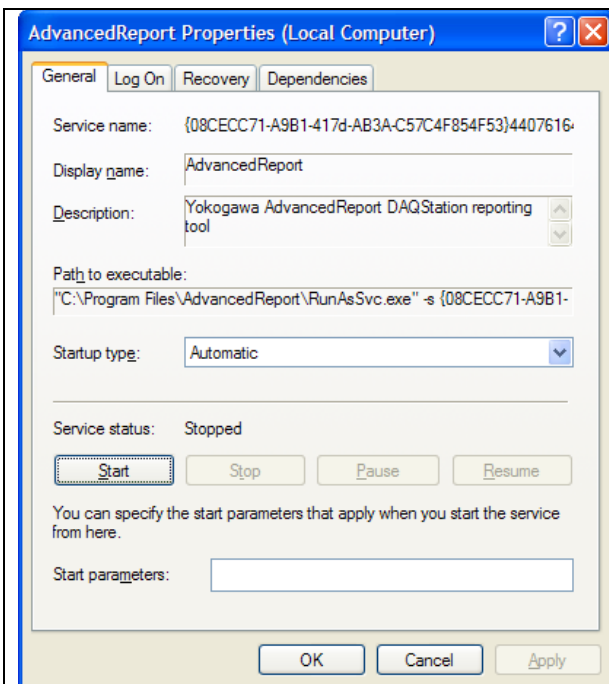 AdvancedReport Properties (Local Computer)
General Log On Recovery Dependencies
Service name: {08CECC71-A9B1-417d-AB3A-C57C4F854F53}44076164
Display name: AdvancedReport
Description: Yokogawa AdvancedReport DAQStation reporting
tool
Path to executable:
"C:\Program Files\AdvancedReport\RunAsSvc.exe" -s {08CECC71-A9B1-
Startup type: Automatic
Service status: Stopped
Start Stop Pause Resume
You can specify the start parameters that apply when you start the service
from here.
Start parameters:
OK Cancel Apply